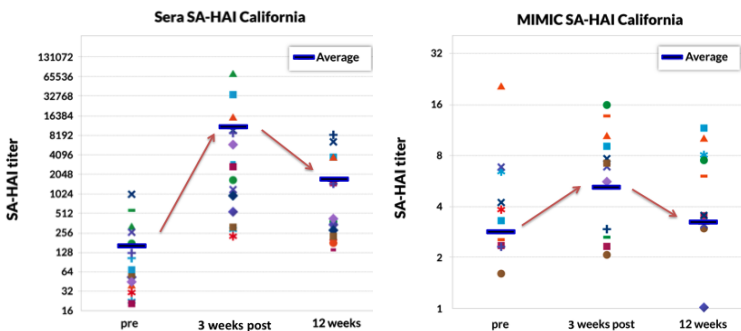 Sera SA-HAI California
Average
SA-HAI titer
131072
65536
32768
16384
8192
4096
2048
1024
512
256
128
64
32
16
pre
3 weeks post
12 weeks
MIMIC SA-HAI California
Average
SA-HAI titer
32
16
8
4
2
1
pre
3 weeks post
12 weeks